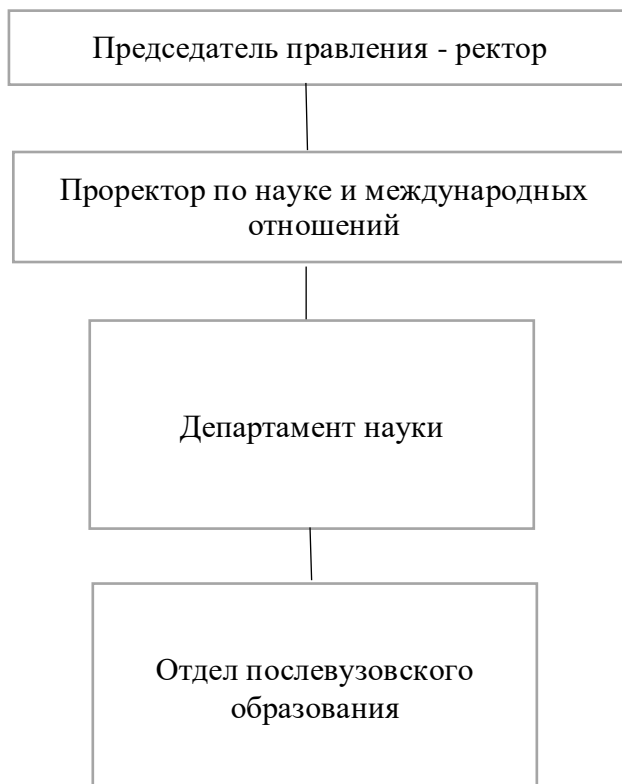 Председатель правления - ректор
Проректор по науке и международных
отношений
Департамент науки
Отдел послевузовского
образования